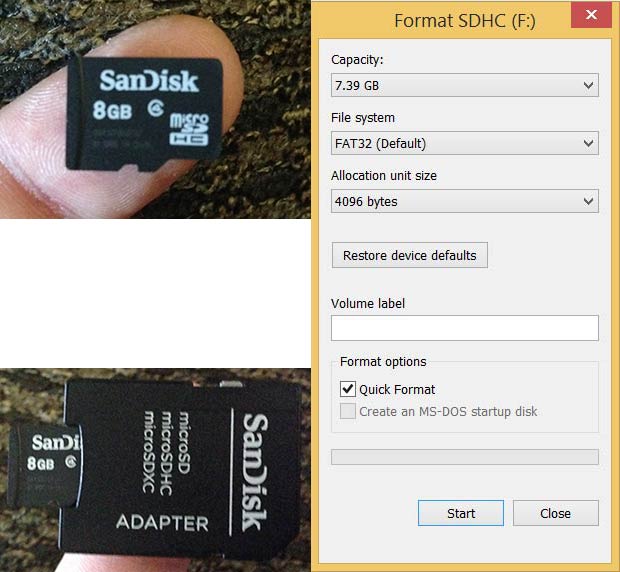 SanDisk
8GB 4
micro
SD
HC
SanDi
8GB 4
microSD
microSDHC
microSDXC
ADAPTER
SanDisk
Format SDHC (F:)
Capacity:
7.39 GB
File system
FAT32 (Default)
Allocation unit size
4096 bytes
Restore device defaults
Volume label
Format options
Quick Format
Create an MS-DOS startup disk
Start
Close